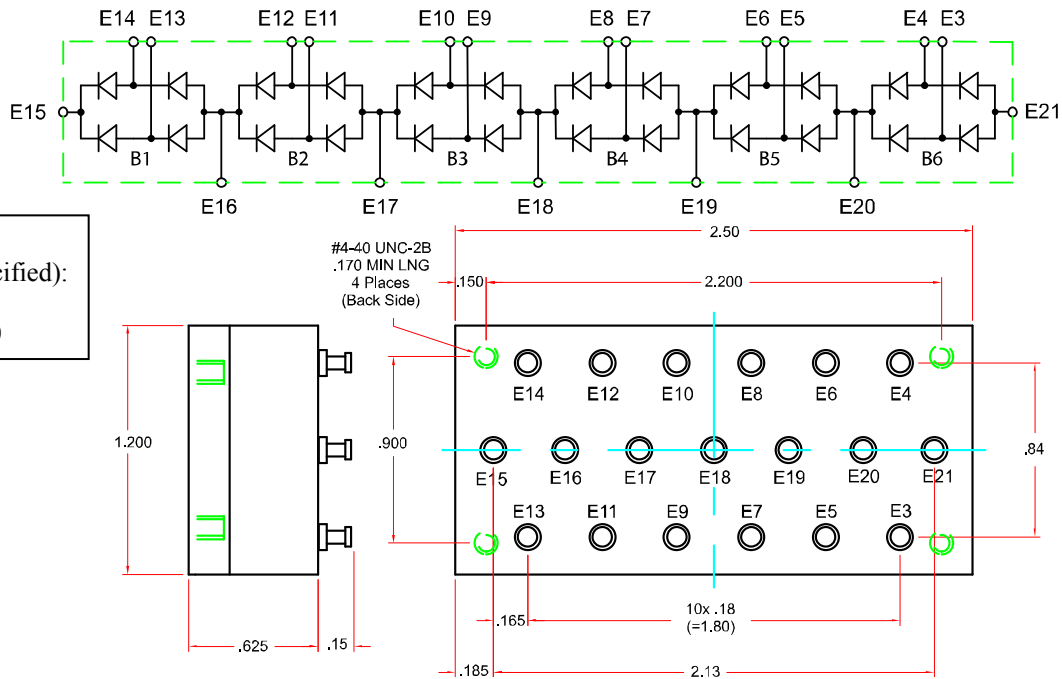 E14 E13 E12 E11 E10 E9 E8 E7 E6 E5 E4 E3
E15 E21
B1 B2 B3 B4 B5 B6
E16 E17 E18 E19 E20
cified):
)
#4-40 UNC-2B
.170 MIN LNG
4 Places
(Back Side)
2.50
.150 2.200
E14 E12 E10 E8 E6 E4
1.200 .900 .84
E15 E16 E17 E18 E19 E20 E21
E13 E11 E9 E7 E5 E3
.165 10x .18
(=1.80)
.625 .15 .185 2.13